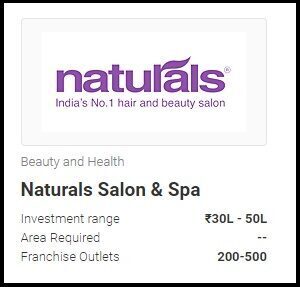 naturals®
India's No.1 hair and beauty salon
Beauty and Health
Naturals Salon & Spa
Investment range ₹30L - 50L
Area Required --
Franchise Outlets 200-500